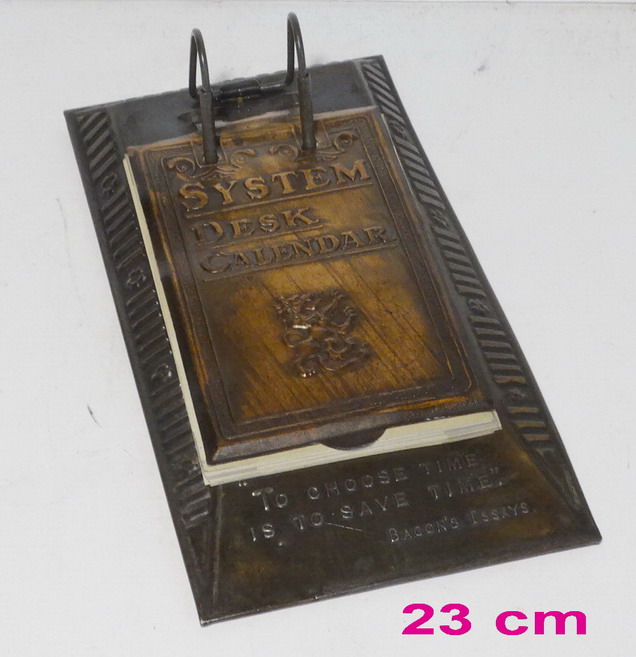 SYSTEM
DESK
CALENDAR
"TO CHOOSE TIME
IS TO SAVE TIME"
BACON'S ESSAYS.
23 cm